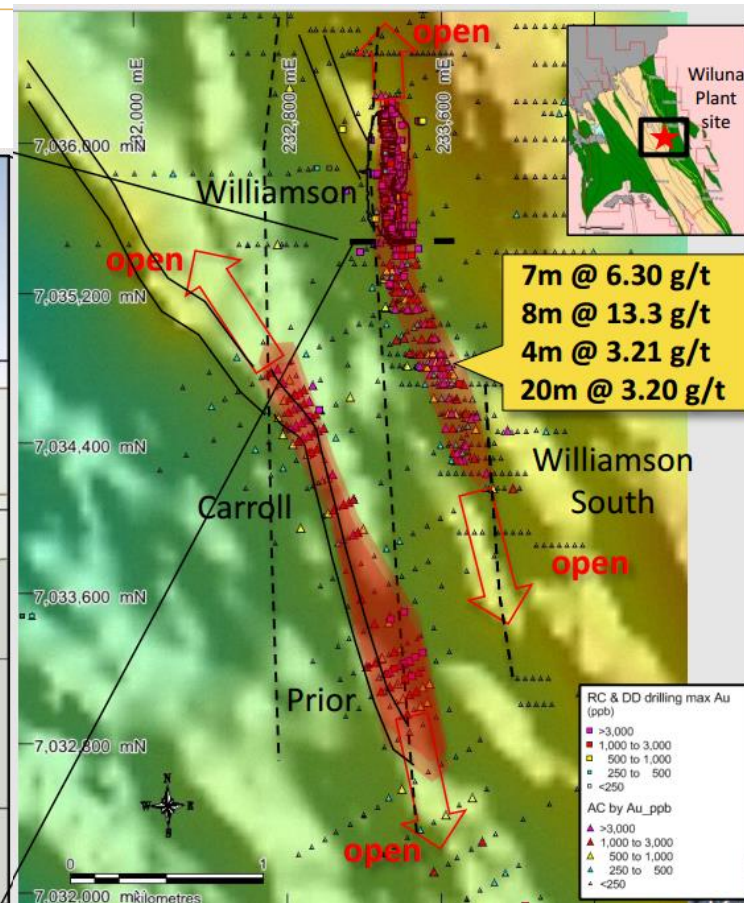 open
232,000 mE
232,800 mE
233,600 mE
Wiluna
Plant
site
7,036,000 mN
Williamson
open
7,035,200 mN
7m @ 6.30 g/t
8m @ 13.3 g/t
4m @ 3.21 g/t
20m @ 3.20 g/t
7,034,400 mN
Williamson
South
Carroll
open
7,033,600 mN
Prior
RC & DD drilling max Au
(ppb)
>3,000
1,000 to 3,000
500 to 1,000
250 to 500
<250
7,032,800 mN
N
W E
S
AC by Au_ppb
>3,000
1,000 to 3,000
500 to 1,000
250 to 500
<250
open
0 1
kilometres
7,032,000 mN